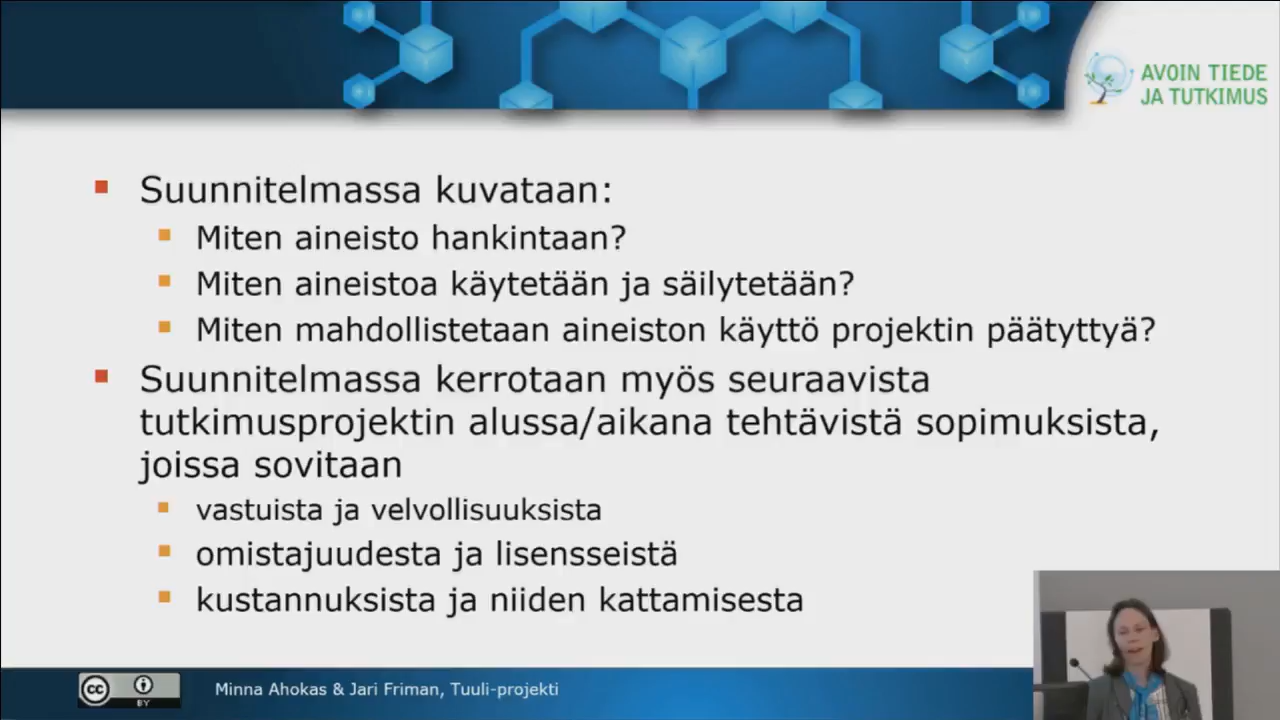 AVOIN TIEDE
JA TUTKIMUS
Suunnitelmassa kuvataan:
Miten aineisto hankintaan?
Miten aineistoa käytetään ja säilytetään?
Miten mahdollistetaan aineiston käyttö projektin päätyttyä?
Suunnitelmassa kerrotaan myös seuraavista
tutkimusprojektin alussa/aikana tehtävistä sopimuksista,
joissa sovitaan
vastuista ja velvollisuuksista
omistajuudesta ja lisensseistä
kustannuksista ja niiden kattamisesta
cc BY
Minna Ahokas & Jari Friman, Tuuli-projekti